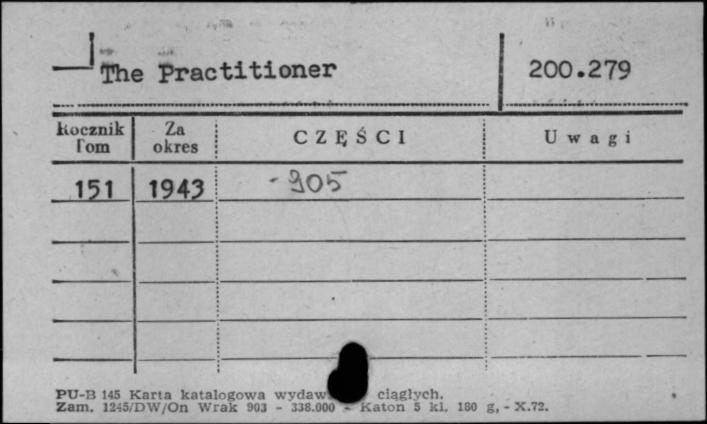 The Practitioner 200.279
Rocznik Tom Za okres CZĘŚCI Uwagi
151 1943 -905
PU-B 145 Karta katalogowa ciągłych.
Zam. 1245/DW/On Wrak 903 - 338.000 - Katon 5 kl. 180 g, - X.72.